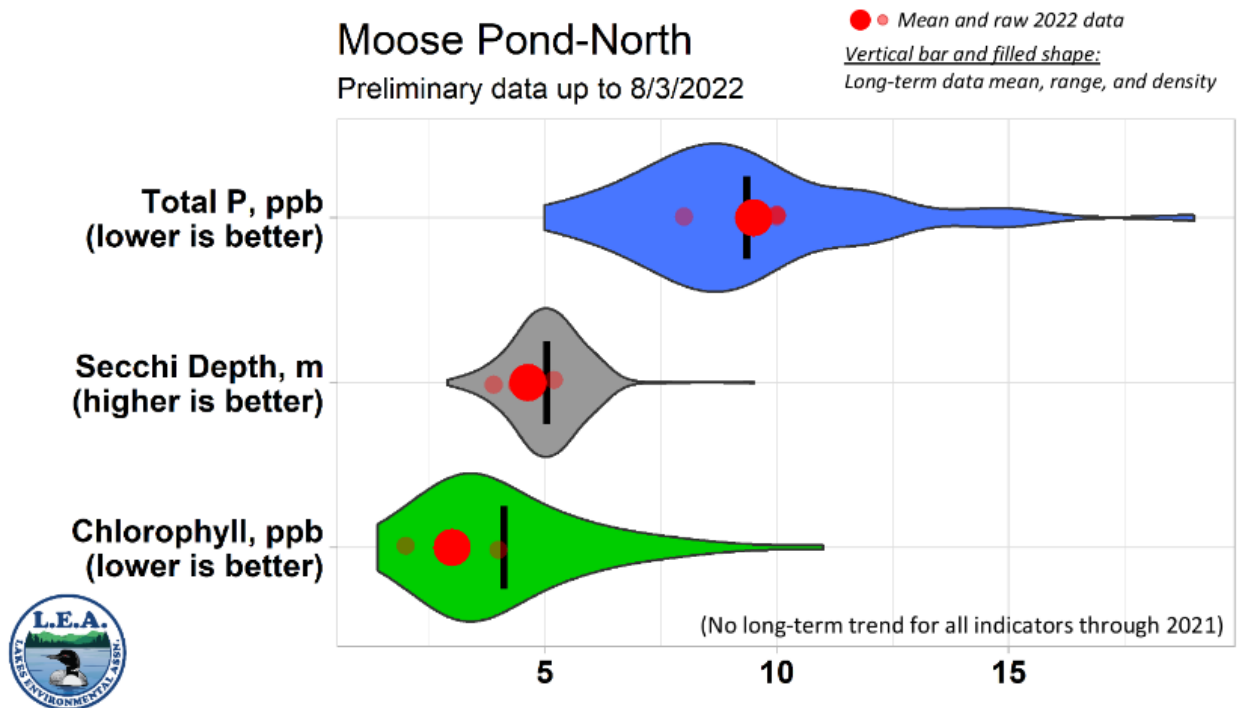 Moose Pond-North
Preliminary data up to 8/3/2022
Mean and raw 2022 data
Vertical bar and filled shape:
Long-term data mean, range, and density
Total P, ppb
(lower is better)
Secchi Depth, m
(higher is better)
Chlorophyll, ppb
(lower is better)
(No long-term trend for all indicators through 2021)
5
10
15
L.E.A.
LAKES ENVIRONMENTAL ASSN.